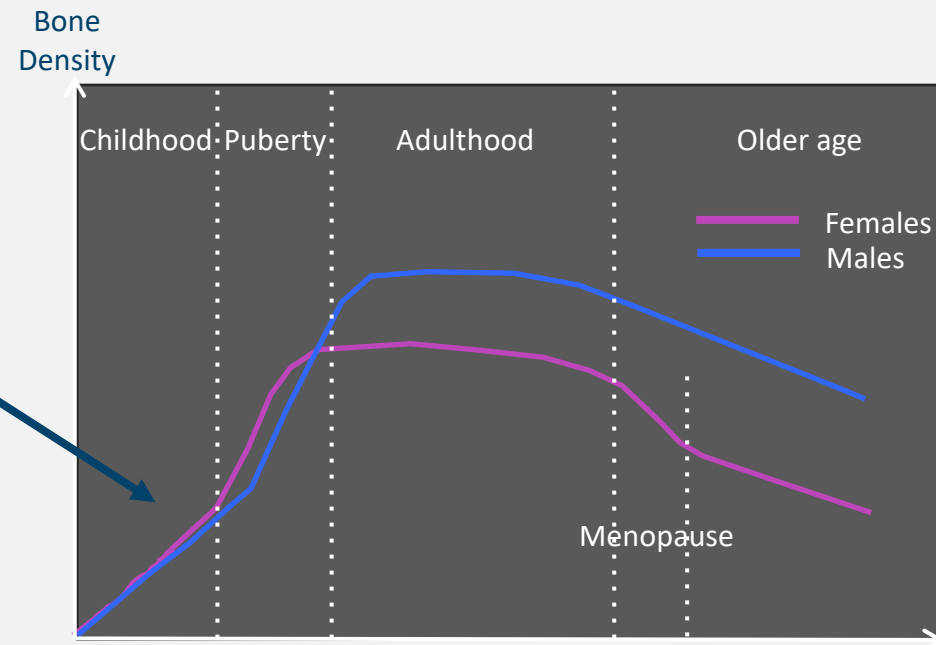 Bone
Density
Childhood Puberty Adulthood Older age
Females
Males
Menopause